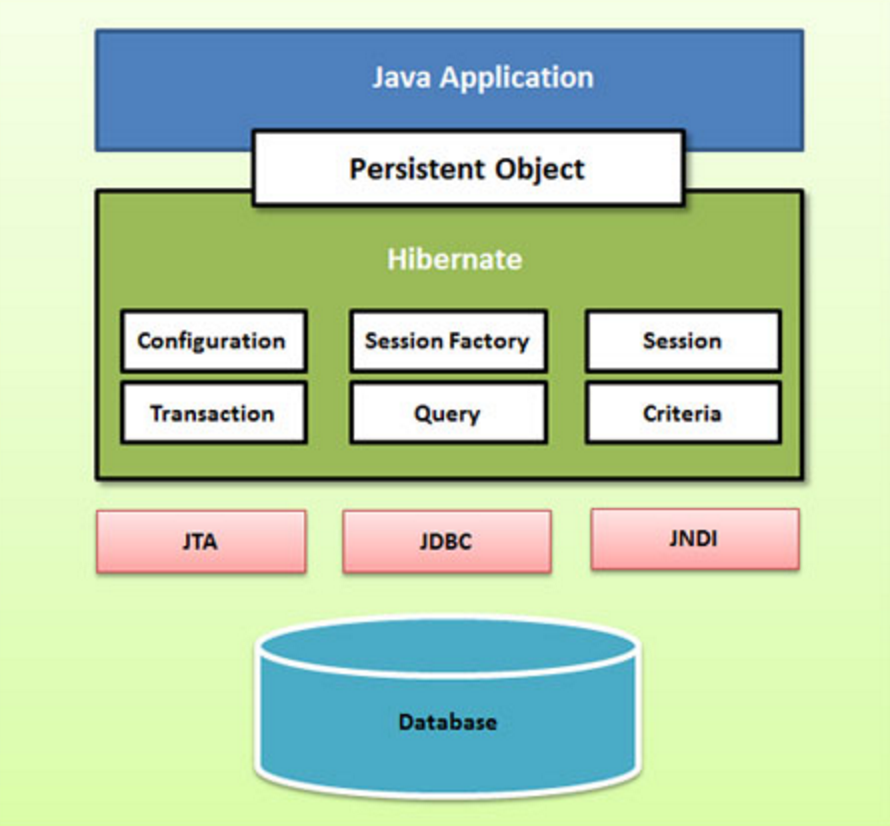 Java Application
Persistent Object
Hibernate
Configuration
Session Factory
Session
Transaction
Query
Criteria
JTA
JDBC
JNDI
Database